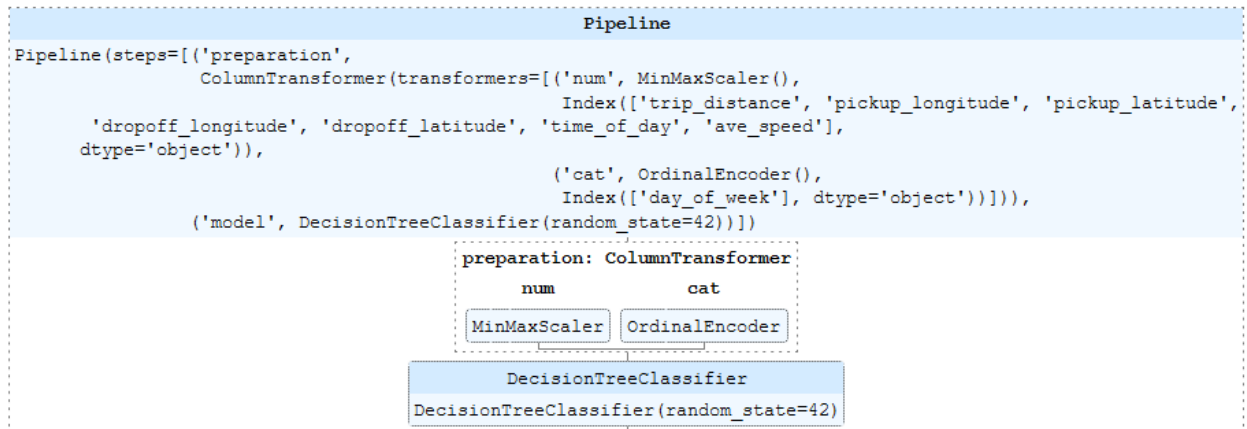 Pipeline
Pipeline(steps=[('preparation',
ColumnTransformer(transformers=[('num', MinMaxScaler(),
Index(['trip_distance', 'pickup_longitude', 'pickup_latitude',
'dropoff_longitude', 'dropoff_latitude', 'time_of_day', 'ave_speed'],
dtype='object')),
('cat', OrdinalEncoder(),
Index(['day_of_week'], dtype='object'))])),
('model', DecisionTreeClassifier(random_state=42))])
preparation: ColumnTransformer
num cat
MinMaxScaler OrdinalEncoder
DecisionTreeClassifier
DecisionTreeClassifier(random_state=42)